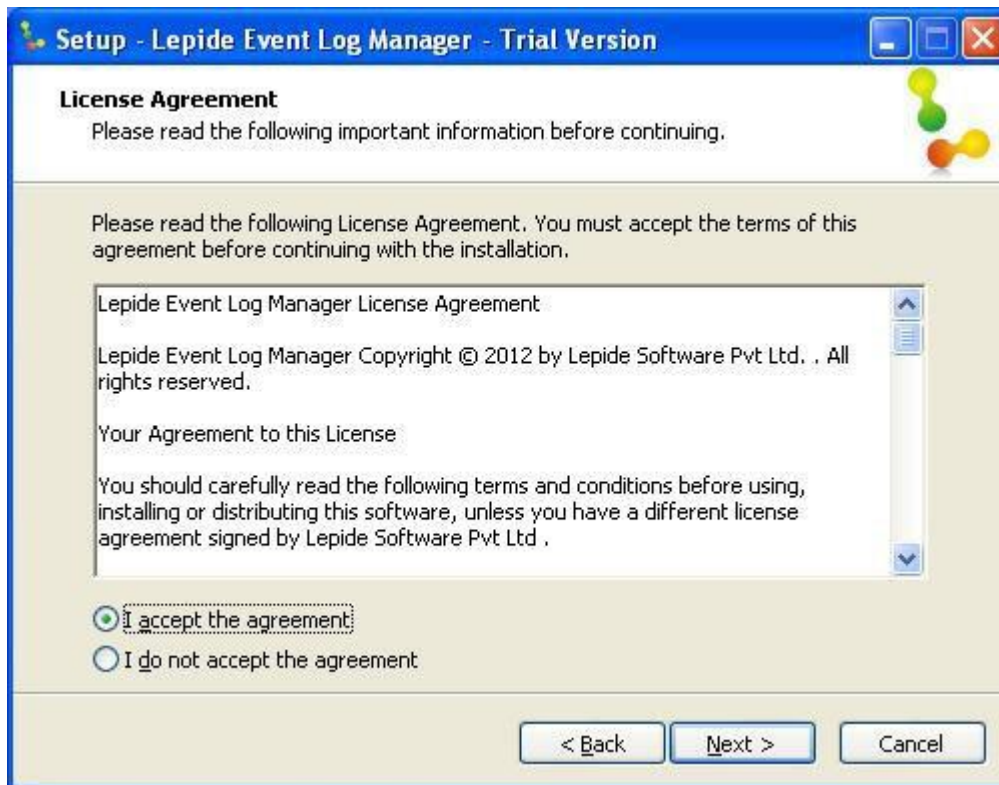 Setup - Lepide Event Log Manager - Trial Version
License Agreement
Please read the following important information before continuing.
Please read the following License Agreement. You must accept the terms of this
agreement before continuing with the installation.
Lepide Event Log Manager License Agreement
Lepide Event Log Manager Copyright © 2012 by Lepide Software Pvt Ltd. . All
rights reserved.
Your Agreement to this License
You should carefully read the following terms and conditions before using,
installing or distributing this software, unless you have a different license
agreement signed by Lepide Software Pvt Ltd .
I accept the agreement
I do not accept the agreement
< Back Next > Cancel